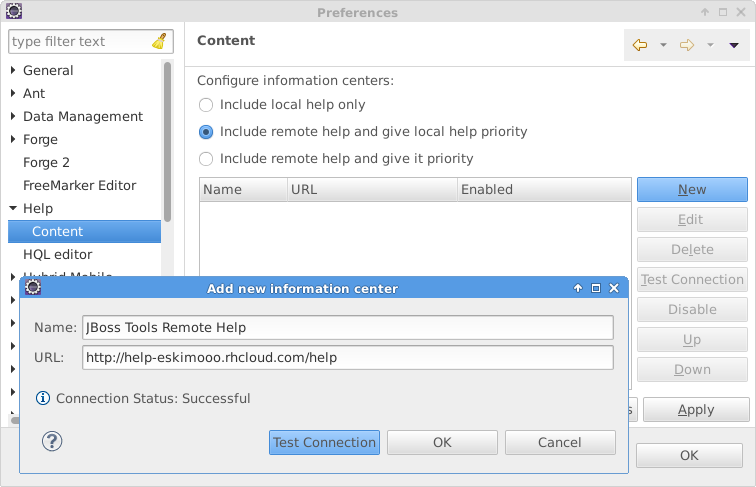 Preferences
type filter text
General
Ant
Data Management
Forge
Forge 2
FreeMarker Editor
Help
Content
HQL editor
Hybrid Mobile
Content
Configure information centers:
Include local help only
Include remote help and give local help priority
Include remote help and give it priority
Name URL Enabled
New
Edit
Delete
Test Connection
Disable
Up
Down
Apply
OK
Add new information center
Name: JBoss Tools Remote Help
URL: http://help-eskimooo.rhcloud.com/help
Connection Status: Successful
Test Connection OK Cancel